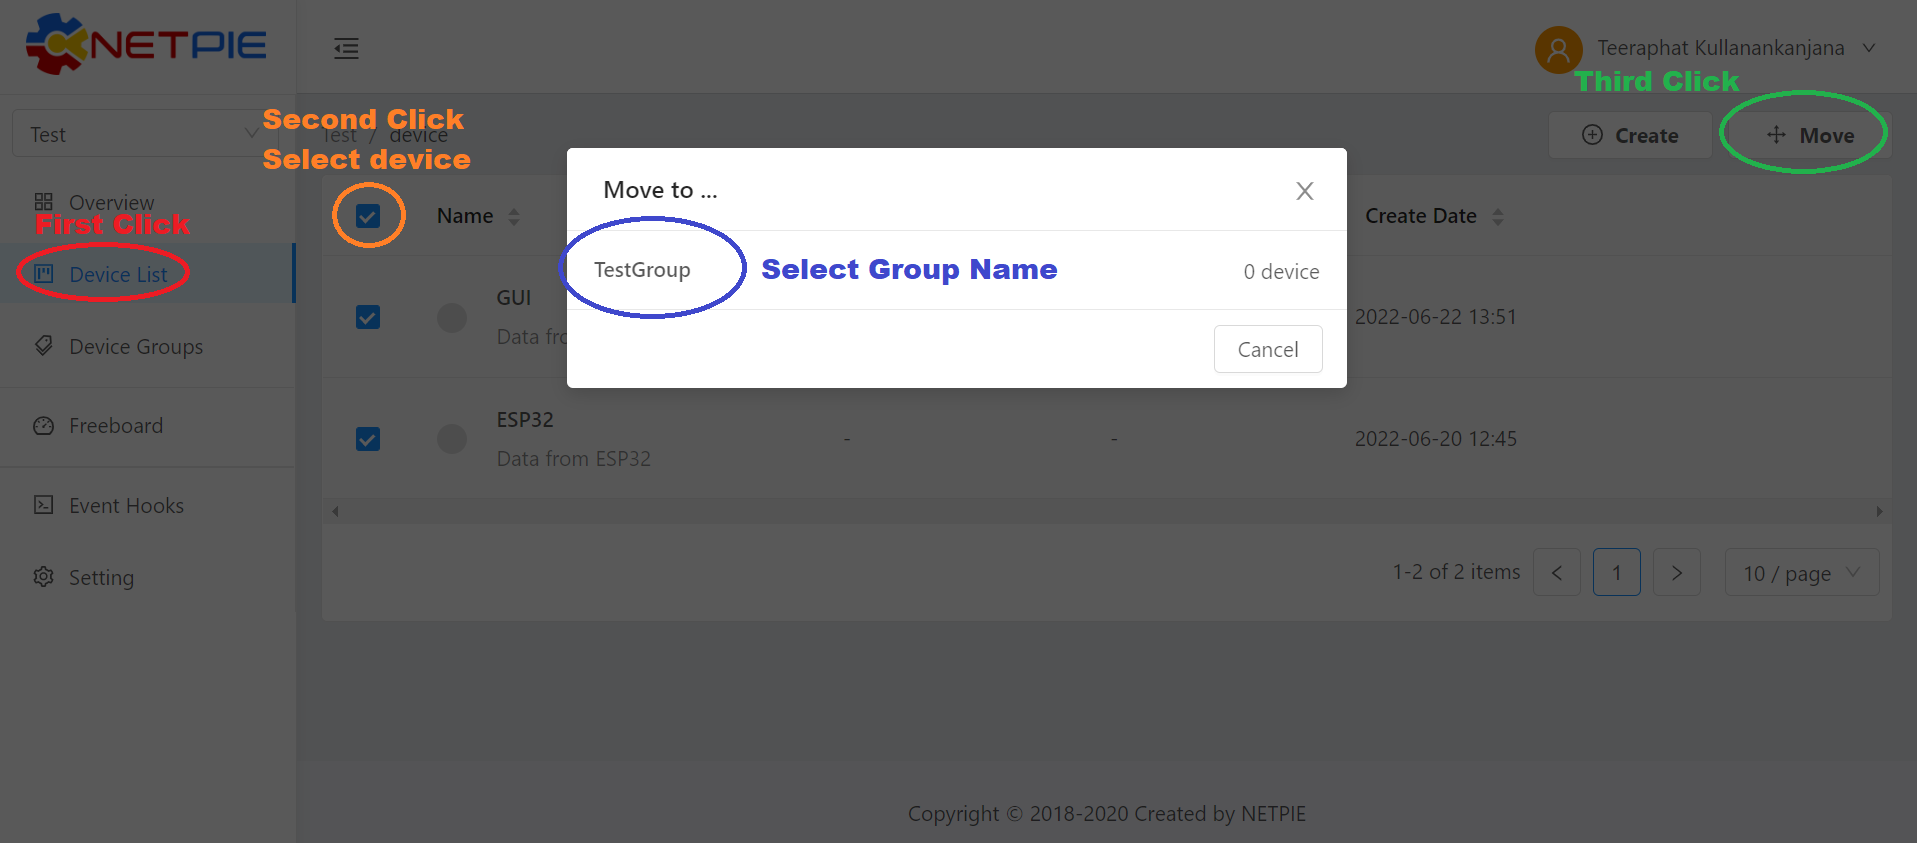 NETPIE
Teeraphat Kullanankanjana
Third Click
Test
Second Click
Select device
Test / device
Create
Move
Overview
First Click
Device List
Device Groups
Freeboard
Event Hooks
Setting
Name
Create Date
Move to ...
X
TestGroup
Select Group Name
0 device
Cancel
GUI
Data fro
2022-06-22 13:51
ESP32
Data from ESP32
-
-
2022-06-20 12:45
1-2 of 2 items
<
1
>
10 / page
Copyright © 2018-2020 Created by NETPIE